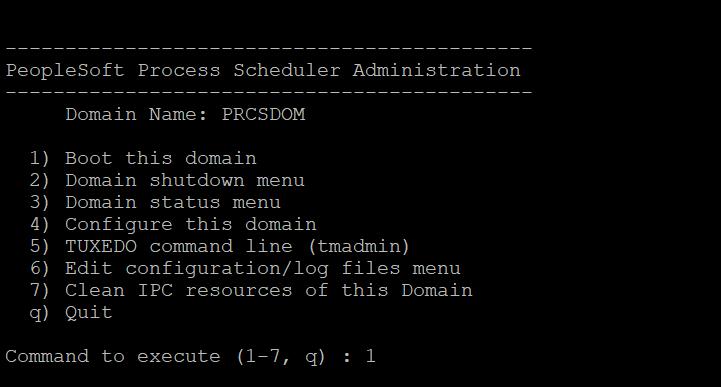 --------------------------------------------
PeopleSoft Process Scheduler Administration
--------------------------------------------
     Domain Name: PRCSDOM
  1) Boot this domain
  2) Domain shutdown menu
  3) Domain status menu
  4) Configure this domain
  5) TUXEDO command line (tmadmin)
  6) Edit configuration/log files menu
  7) Clean IPC resources of this Domain
  q) Quit
Command to execute (1-7, q) : 1